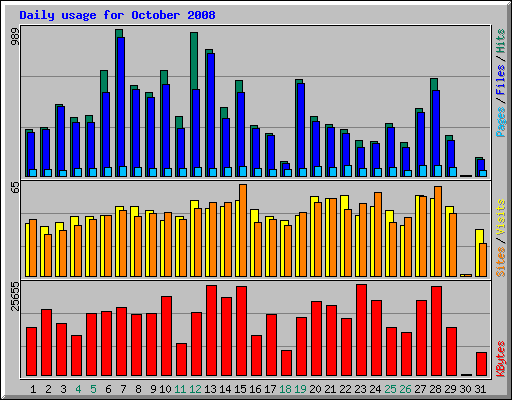 Daily usage for October 2008
989
Pages / Files / Hits
65
Sites / Visits
25655
KBytes
1 2 3 4 5 6 7 8 9 10 11 12 13 14 15 16 17 18 19 20 21 22 23 24 25 26 27 28 29 30 31